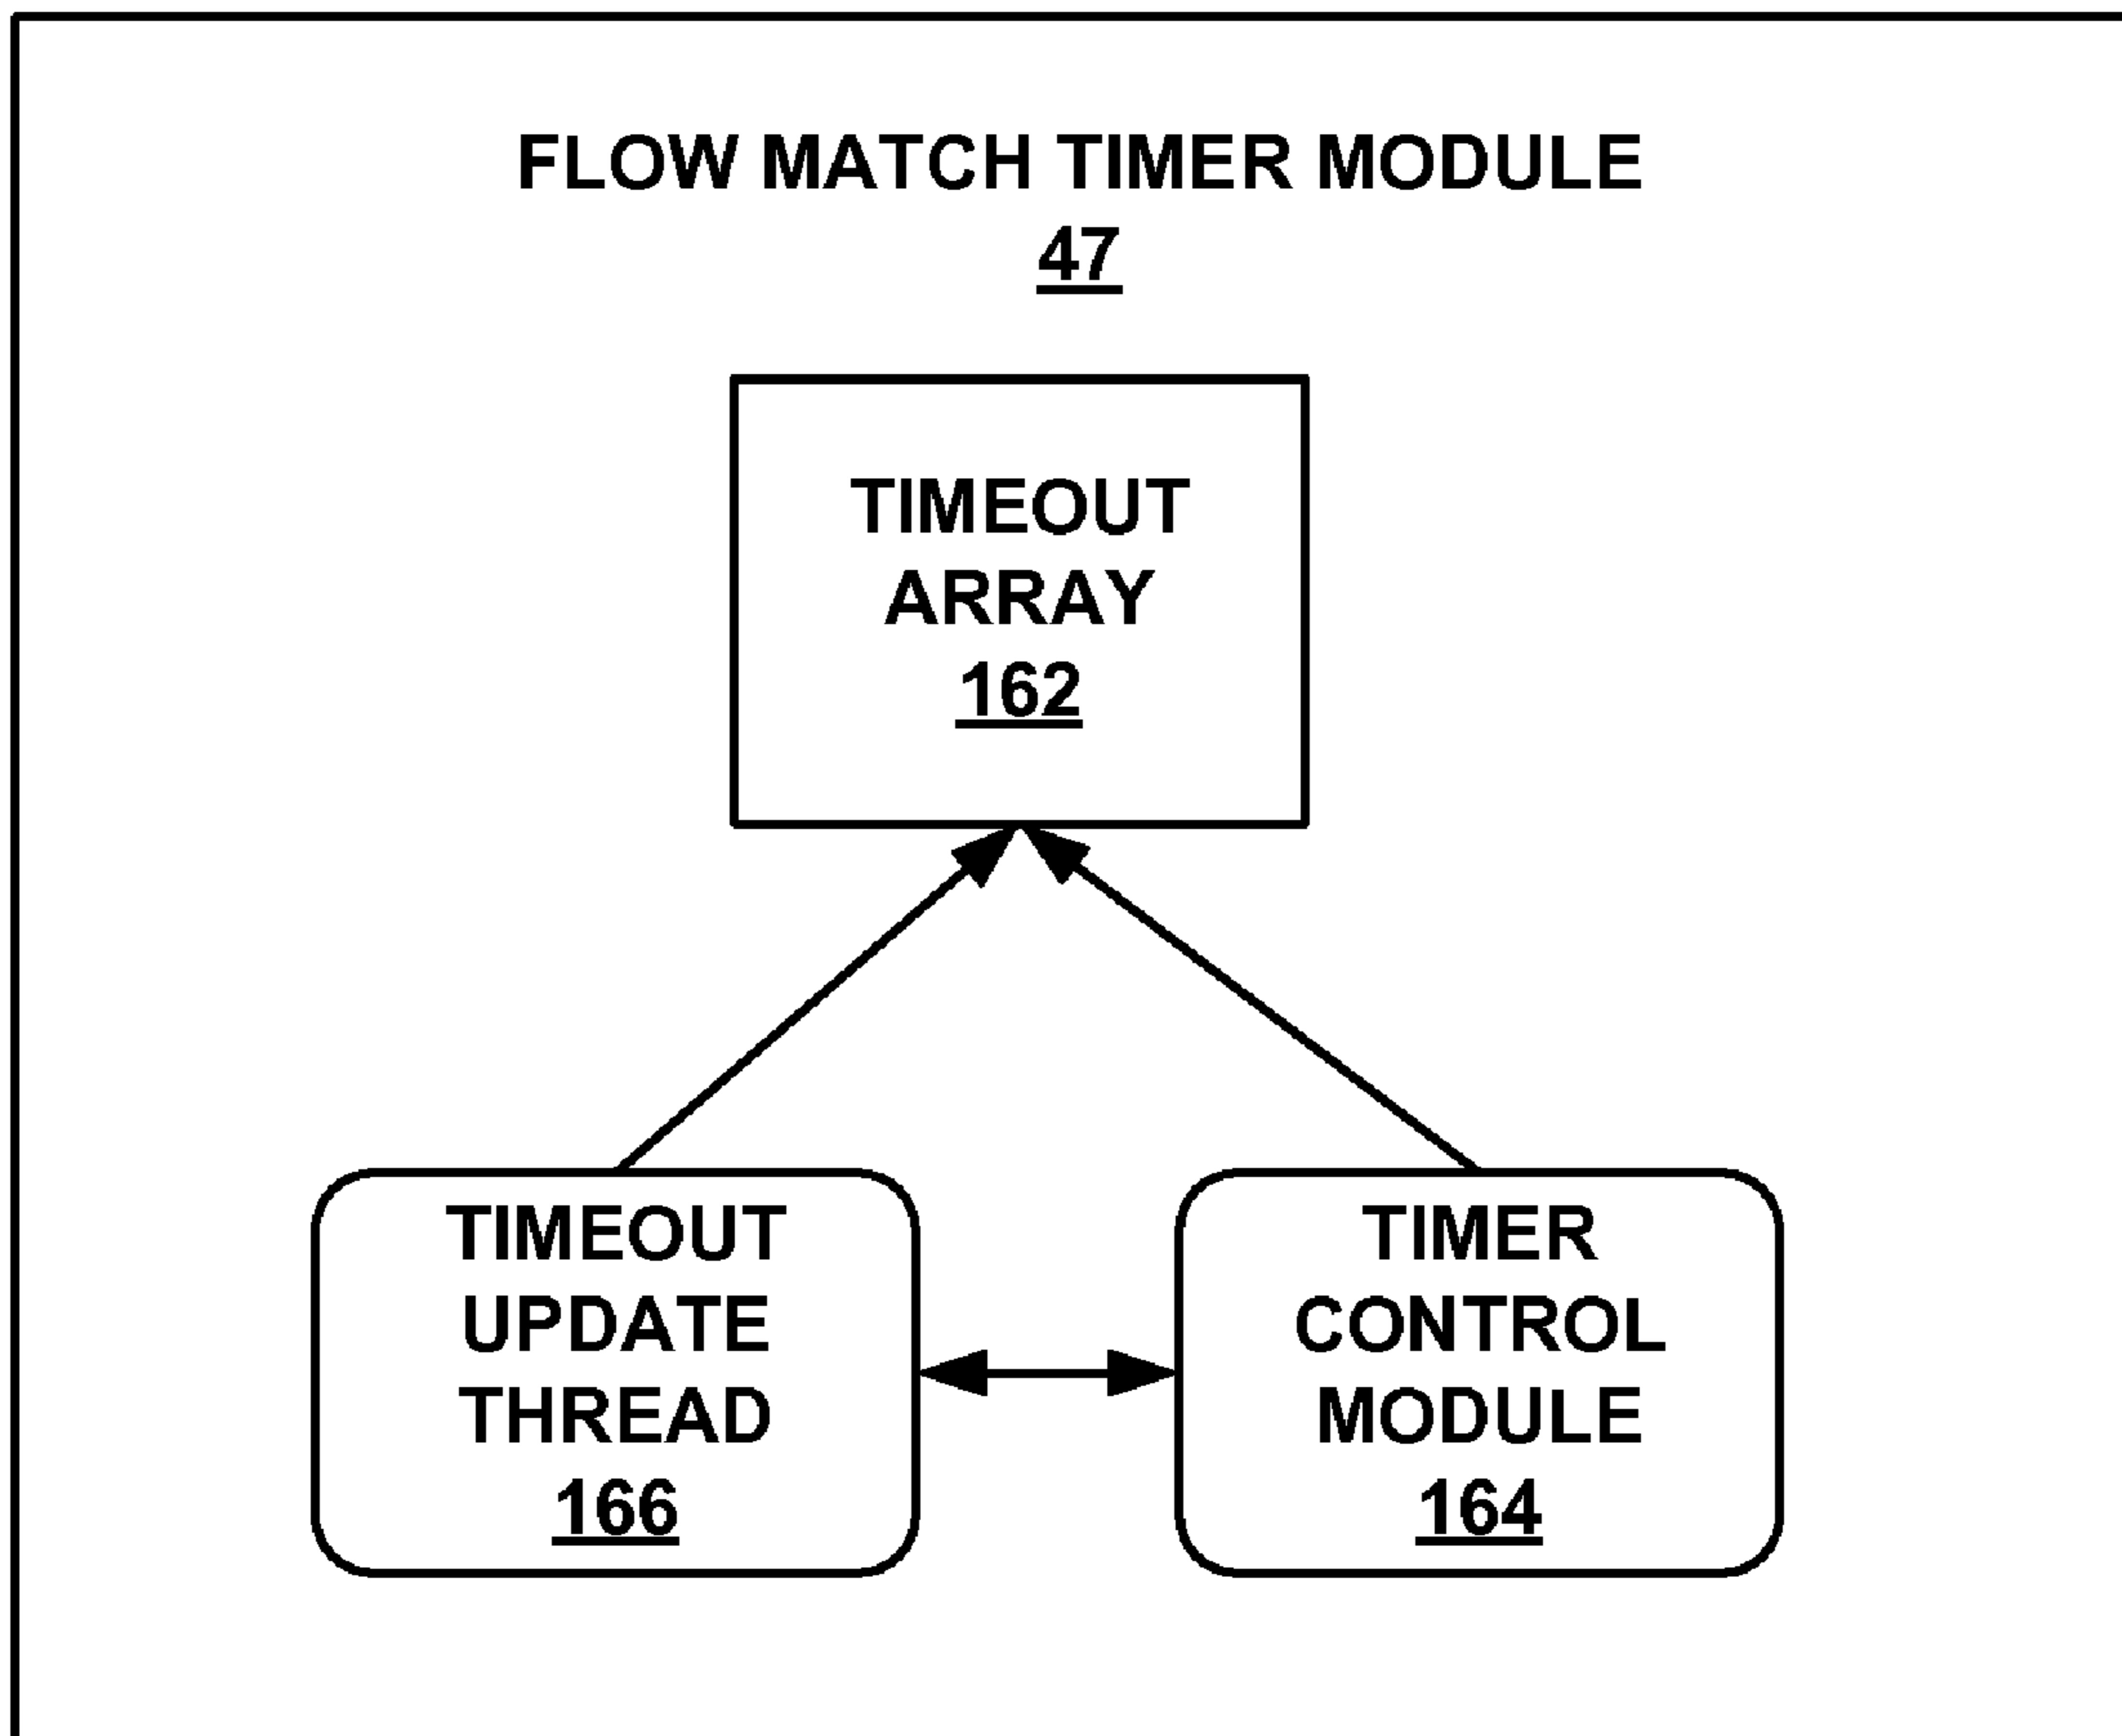 FLOW MATCH TIMER MODULE
47
TIMEOUT
ARRAY
162
TIMEOUT
UPDATE
THREAD
166
TIMER
CONTROL
MODULE
164